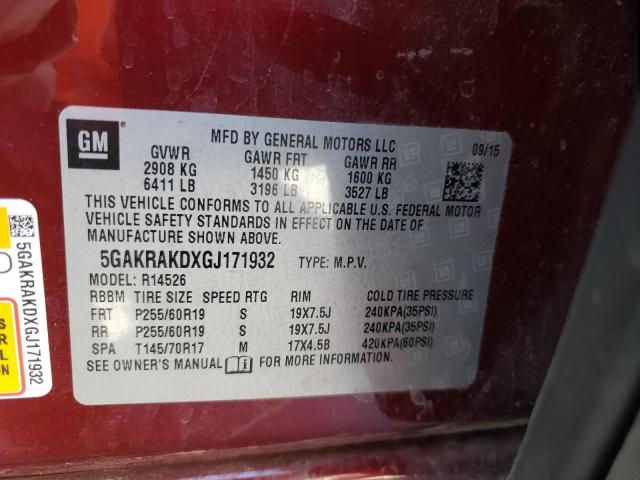 GM
MFD BY GENERAL MOTORS LLC
09/15
GVWR GAWR FRT GAWR RR
2908 KG 1450 KG 1600 KG
6411 LB 3196 LB 3527 LB
THIS VEHICLE CONFORMS TO ALL APPLICABLE U.S. FEDERAL MOTOR
VEHICLE SAFETY STANDARDS IN EFFECT ON THE DATE OF
MANUFACTURE SHOWN ABOVE.
5GAKRAKDXGJ171932 TYPE: M.P.V.
MODEL: R14526
RBBM TIRE SIZE SPEED RTG RIM COLD TIRE PRESSURE
FRT P255/60R19 S 19X7.5J 240KPA(35PSI)
RR P255/60R19 S 19X7.5J 240KPA(35PSI)
SPA T145/70R17 M 17X4.5B 420KPA(60PSI)
SEE OWNER'S MANUAL i FOR MORE INFORMATION.
5GAKRAKDXGJ171932